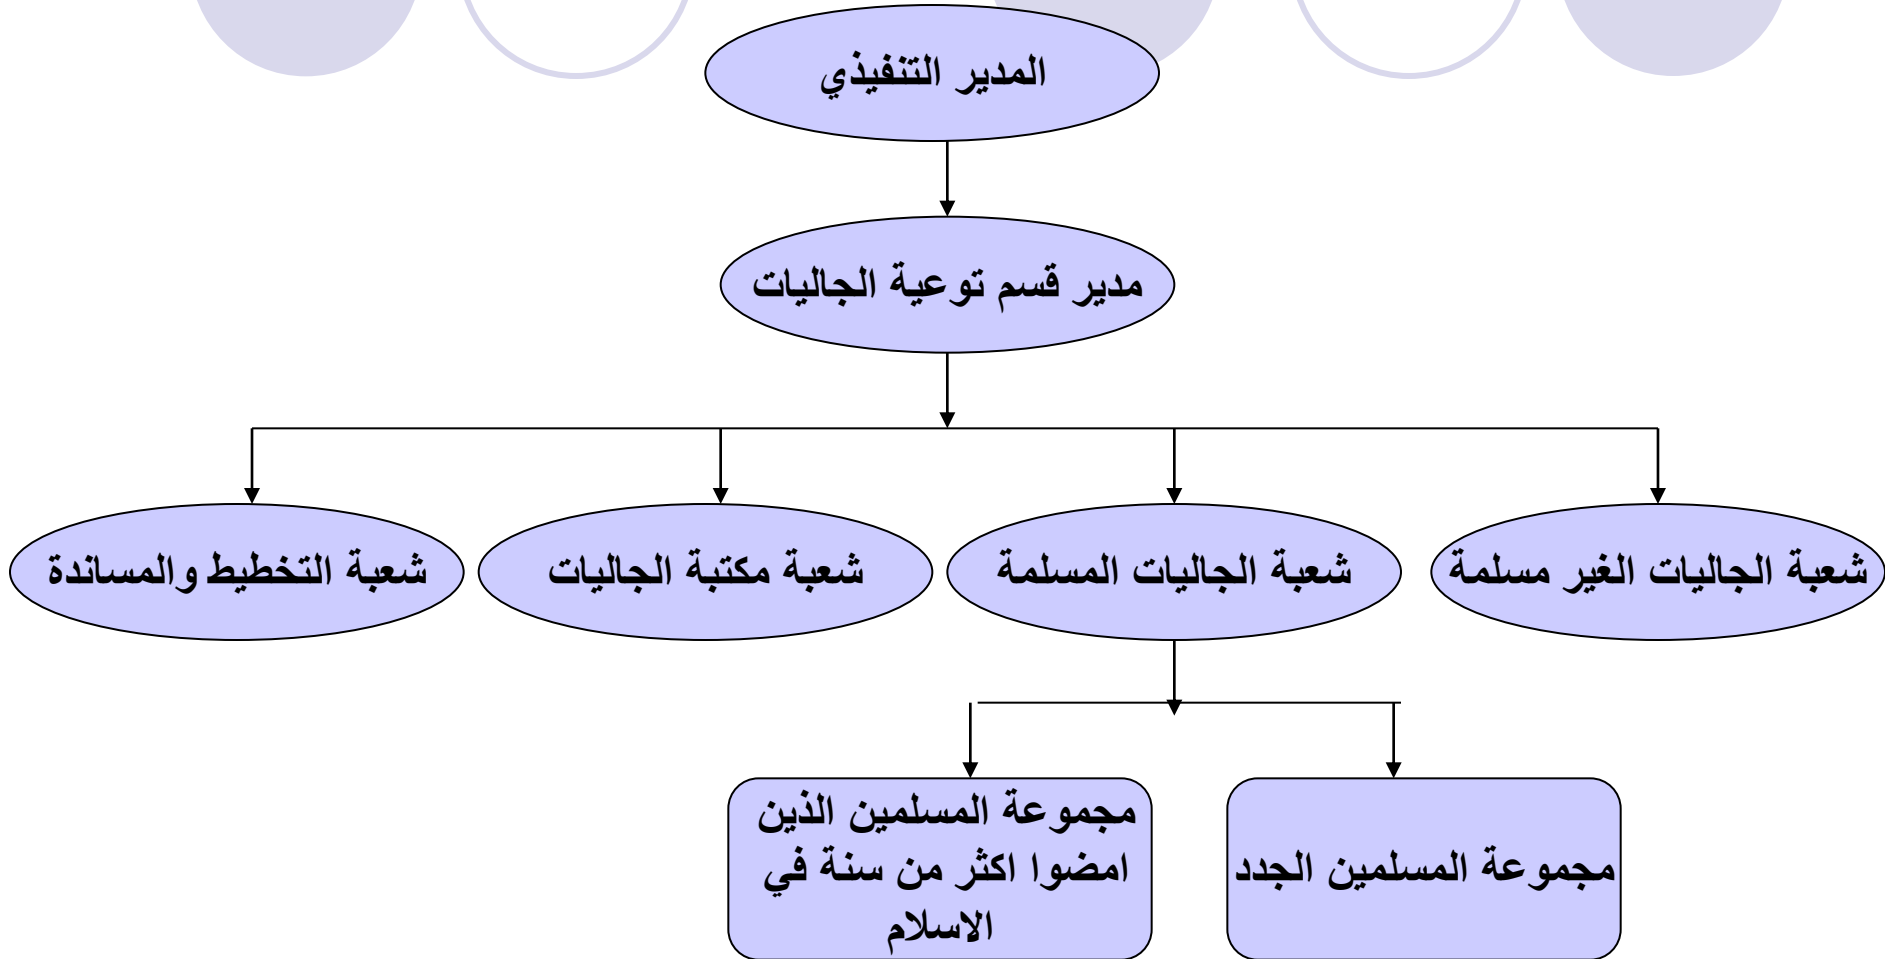 المدير التنفيذي
مدير قسم توعية الجاليات
شعبة الجاليات الغير مسلمة
شعبة الجاليات المسلمة
شعبة مكتبة الجاليات
شعبة التخطيط والمساندة
مجموعة المسلمين الجدد
مجموعة المسلمين الذين
امضوا اكثر من سنة في
الاسلام